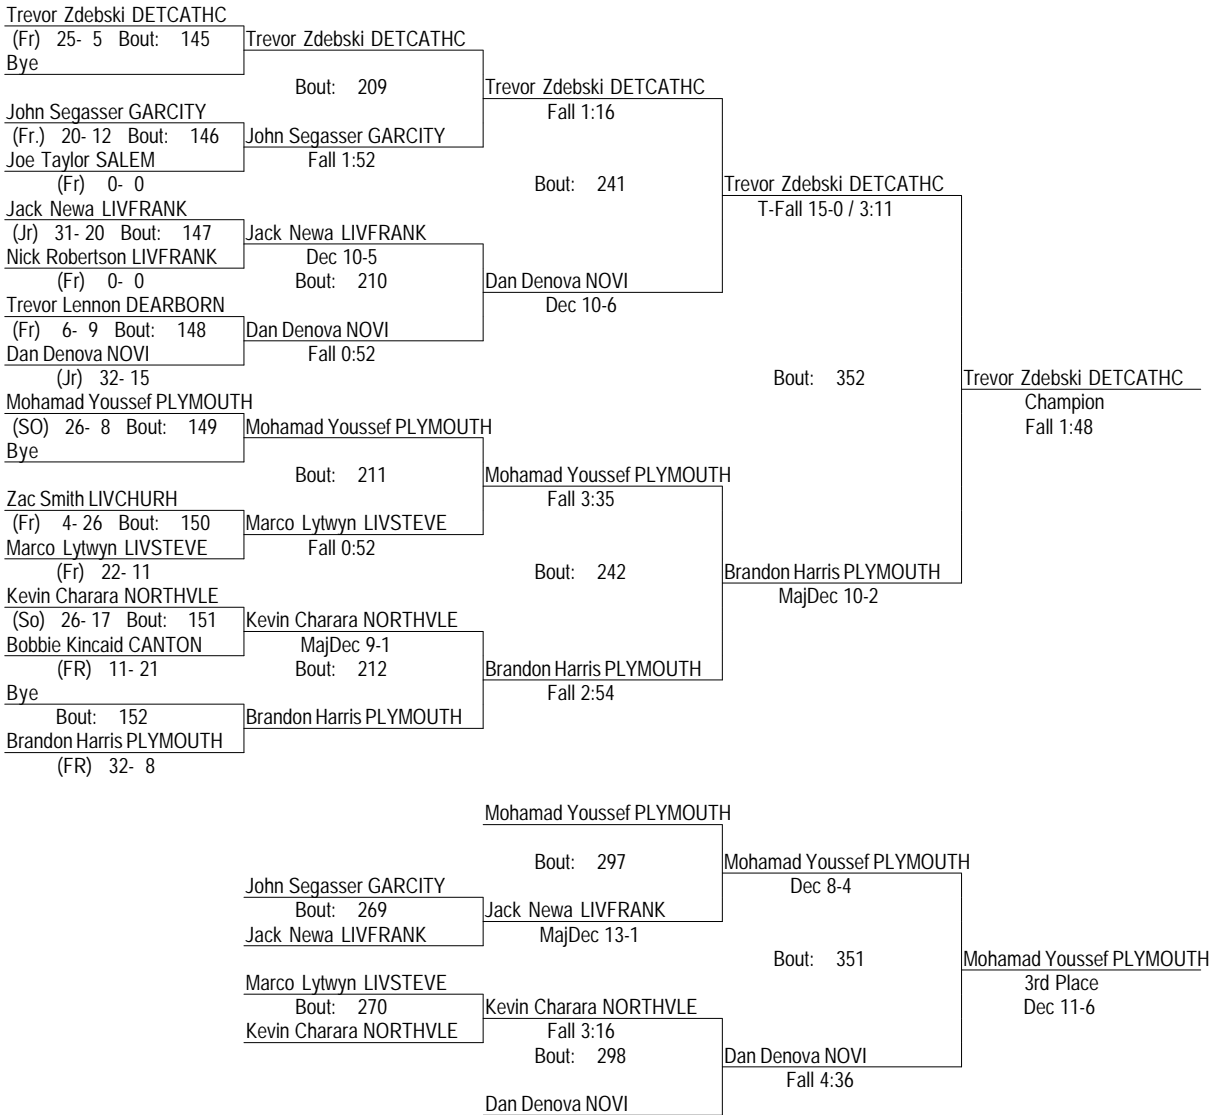 Trevor Zdebski DETCATHC
(Fr) 25- 5 Bout: 145
Trevor Zdebski DETCATHC
Bye
Bout: 209
Trevor Zdebski DETCATHC
John Segasser GARCITY
Fall 1:16
(Fr.) 20- 12 Bout: 146
John Segasser GARCITY
Joe Taylor SALEM
Fall 1:52
(Fr) 0- 0
Bout: 241
Trevor Zdebski DETCATHC
Jack Newa LIVFRANK
T-Fall 15-0 / 3:11
(Jr) 31- 20 Bout: 147
Jack Newa LIVFRANK
Nick Robertson LIVFRANK
Dec 10-5
(Fr) 0- 0
Bout: 210
Dan Denova NOVI
Trevor Lennon DEARBORN
Dec 10-6
(Fr) 6- 9 Bout: 148
Dan Denova NOVI
Dan Denova NOVI
Fall 0:52
(Jr) 32- 15
Bout: 352
Trevor Zdebski DETCATHC
Mohamad Youssef PLYMOUTH
Champion
(SO) 26- 8 Bout: 149
Mohamad Youssef PLYMOUTH
Fall 1:48
Bye
Bout: 211
Mohamad Youssef PLYMOUTH
Zac Smith LIVCHURH
Fall 3:35
(Fr) 4- 26 Bout: 150
Marco Lytwyn LIVSTEVE
Marco Lytwyn LIVSTEVE
Fall 0:52
(Fr) 22- 11
Bout: 242
Brandon Harris PLYMOUTH
Kevin Charara NORTHVLE
MajDec 10-2
(So) 26- 17 Bout: 151
Kevin Charara NORTHVLE
Bobbie Kincaid CANTON
MajDec 9-1
(FR) 11- 21
Bout: 212
Brandon Harris PLYMOUTH
Bye
Fall 2:54
Bout: 152
Brandon Harris PLYMOUTH
Brandon Harris PLYMOUTH
(FR) 32- 8
Mohamad Youssef PLYMOUTH
Bout: 297
Mohamad Youssef PLYMOUTH
John Segasser GARCITY
Dec 8-4
Bout: 269
Jack Newa LIVFRANK
Jack Newa LIVFRANK
MajDec 13-1
Bout: 351
Mohamad Youssef PLYMOUTH
Marco Lytwyn LIVSTEVE
3rd Place
Bout: 270
Kevin Charara NORTHVLE
Dec 11-6
Kevin Charara NORTHVLE
Fall 3:16
Bout: 298
Dan Denova NOVI
Fall 4:36
Dan Denova NOVI